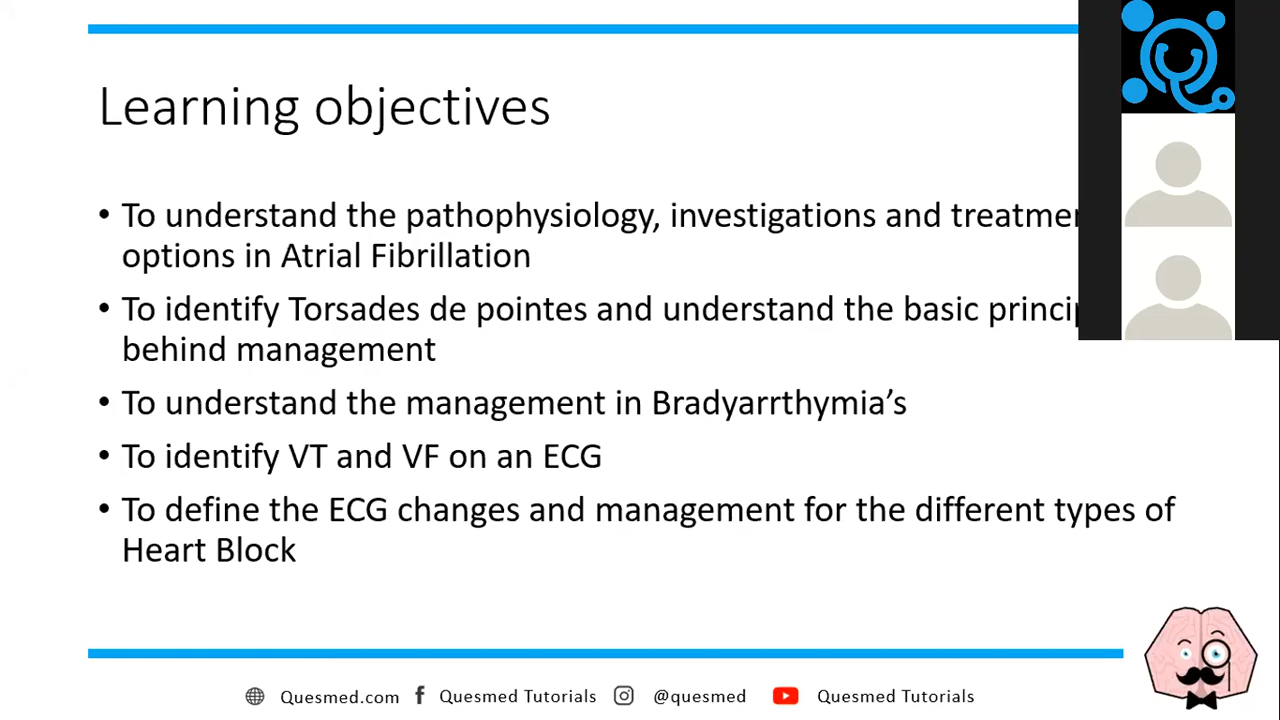 Learning objectives
• To understand the pathophysiology, investigations and
options in Atrial Fibrillation
• To identify Torsades de pointes and understand the basic
behind management
• To understand the management in Bradyarrthymia’s
• To identify VT and VF on an ECG
• To define the ECG changes and management for the different types of
Heart Block
Quesmed.com Quesmed Tutorials @quesmed Quesmed Tutorials